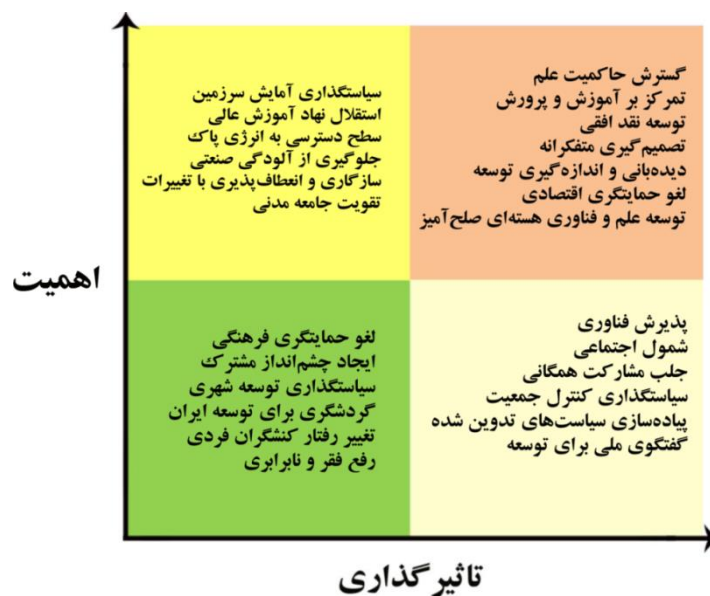 گسترش حاکمیت علم
تمرکز بر آموزش و پرورش
توسعه نقد افقی
تصمیم‌گیری متفکرانه
دیده‌بانی و اندازه‌گیری توسعه
لغو حمایتگری اقتصادی
توسعه علم و فناوری هسته‌ای صلح‌آمیز
سیاستگذاری آمایش سرزمین
استقلال نهاد آموزش عالی
سطح دسترسی به انرژی پاک
جلوگیری از آلودگی صنعتی
سازگاری و انعطاف‌پذیری با تغییرات
تقویت جامعه مدنی
اهمیت
پذیرش فناوری
شمول اجتماعی
جلب مشارکت همگانی
سیاستگذاری کنترل جمعیت
پیاده‌سازی سیاست‌های تدوین شده
گفتگوی ملی برای توسعه
لغو حمایتگری فرهنگی
ایجاد چشم‌انداز مشترک
سیاستگذاری توسعه شهری
گردشگری برای توسعه ایران
تغییر رفتار کنشگران فردی
رفع فقر و نابرابری
تاثیرگذاری